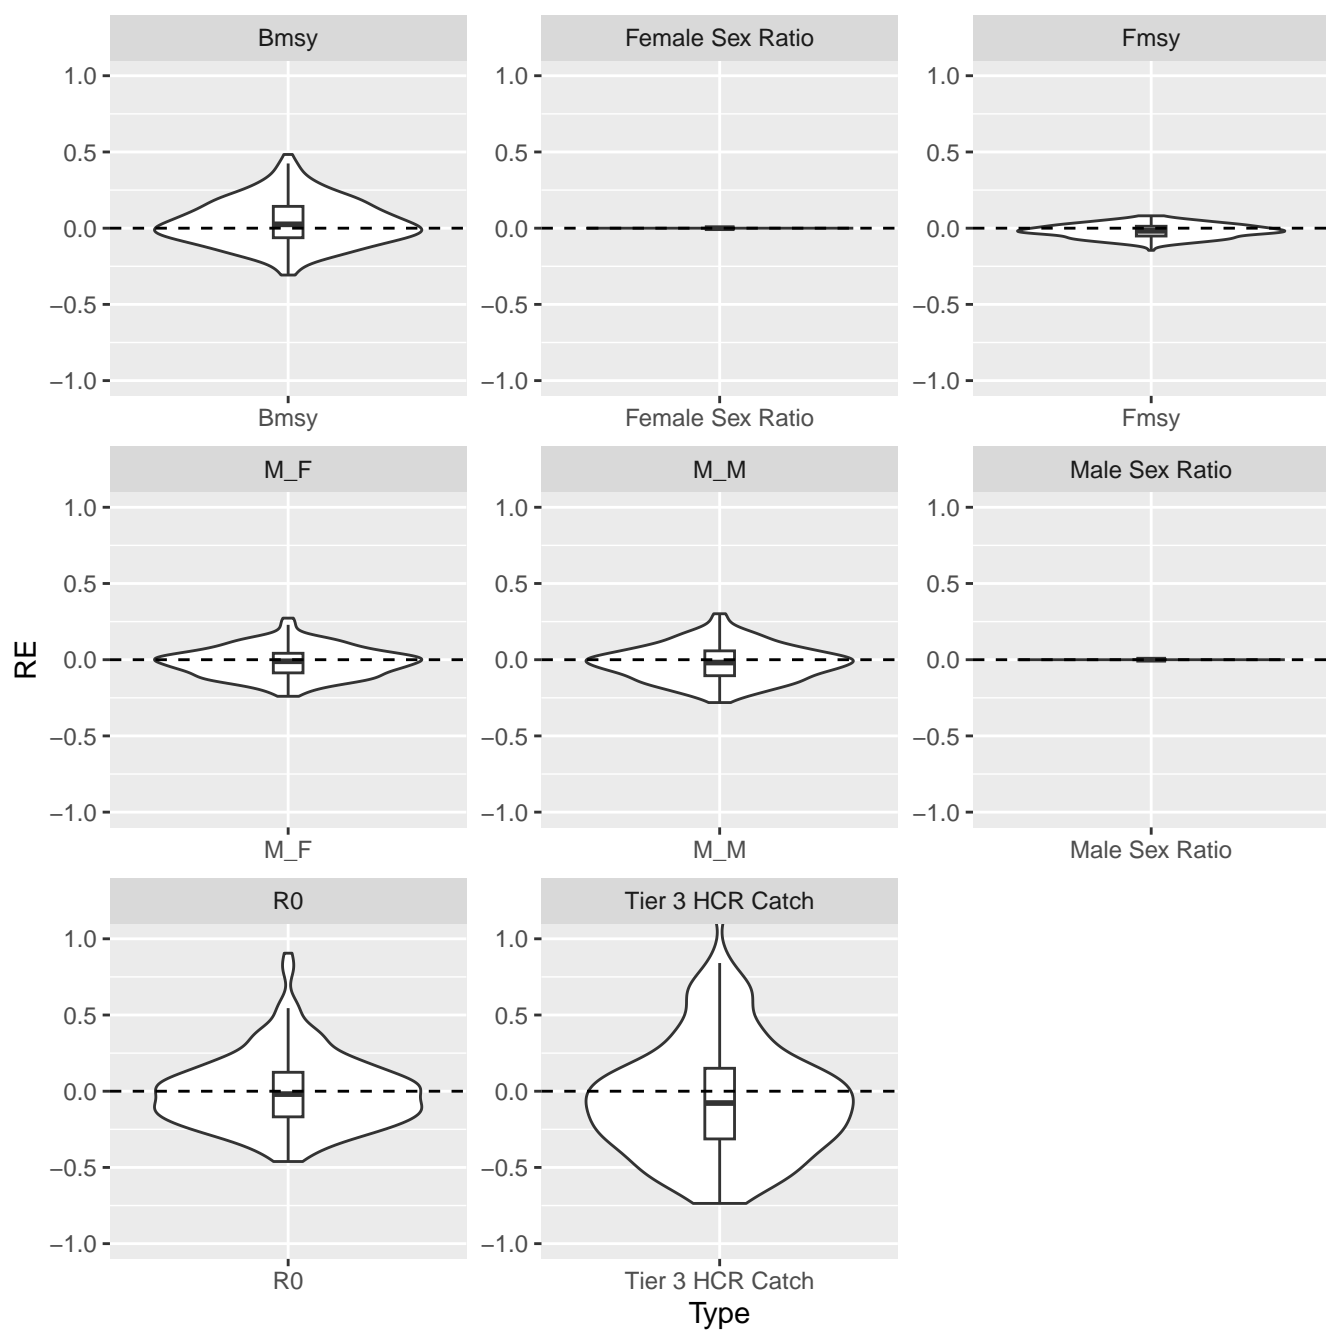 Bmsy Female Sex Ratio Fmsy
1.0 1.0 1.0
0.5 0.5 0.5
0.0 0.0 0.0
−0.5 −0.5 −0.5
−1.0 −1.0 −1.0
Bmsy Female Sex Ratio Fmsy
M_F M_M Male Sex Ratio
1.0 1.0 1.0
0.5 0.5 0.5
RE
0.0 0.0 0.0
−0.5 −0.5 −0.5
−1.0 −1.0 −1.0
M_F M_M Male Sex Ratio
R0 Tier 3 HCR Catch
1.0 1.0
0.5 0.5
0.0 0.0
−0.5 −0.5
−1.0 −1.0
R0 Tier 3 HCR Catch
Type